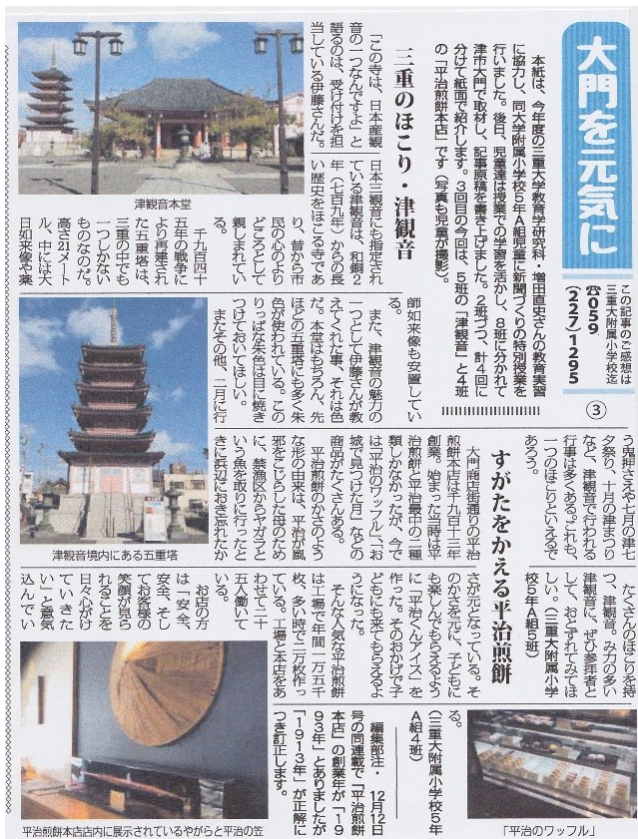 大門を元気に
この記事のご感想は
三重大附属小学校迄
☎059
(227)1295
③
本紙は、今年度の三重大学教育学研究科・増田直史さんの教育実習
に協力し、同大学附属小学校5年A組児童に新聞づくりの特別授業を
行いました。後日、児童達は授業での学習を活かし、8班に分かれて
津市大門で取材し、記事原稿を書き上げました。2班づつ、計4回に
分けて紙面で紹介します。3回目の今回は、5班の「津観音」と4班
の「平治煎餅本店」です(写真も児童が撮影)。
三重のほこり・津観音
「この寺は、日本産観
音の一つなんですよ」と
語るのは、受け付けを担
当している伊藤さんだ。
日本三観音にも指定され
ている津観音は、和銅2
年(七百九年)からの長
い歴史をほこる寺であ
り、昔から市
民の心のより
どころとして
親しまれてい
る。
千九百四十
五年の戦争に
より再建され
た五重塔は、
三重の中でも
一つしかない
ものなのだ。
高さ21メート
ル、中には大
日如来像や薬
師如来像も安置してい
る。
また、津観音の魅力の
一つとして伊藤さんが教
えてくれた事、それは色
だ。本堂はもちろん、先
ほどの五重塔にも多く朱
色が使われている。この
りっぱな朱色は目に焼き
つけておいてほしい。
またその他、二月に行
う鬼押さえや七月の津七
夕祭り、十月の津まつり
など、津観音で行われる
行事は多くある。これも、
一つのほこりといえるで
あろう。
たくさんのほこりを持
つ、津観音。み力の多い
津観音に、ぜひ参拝者と
して、おとずれてみてほ
しい。(三重大附属小学
校5年A組5班)
津観音本堂
津観音境内にある五重塔
すがたをかえる平治煎餅
大門商店街通りの平治
煎餅本店は千九百十三年
創業。始まった当時は平
治煎餅と平治最中の二種
類しかなかったが、今で
は「平治のワッフル」、「お
城で見つけた月」などの
商品がたくさんある。
平治煎餅のかさのよう
な形の由来は、平治が風
邪をこじらした母のため
に、禁漁区からヤガラと
いう魚を取りに行ったと
きに浜辺におき忘れたか
さが元となっている。そ
のかさを元に、子どもに
も楽しんでもらえるよう
に「平治くんアイス」を
作った。そのおかげで子
どもにも来てもらえるよ
うになった。
そんな人気な平治煎餅
は工場で年間一万五千
枚、多い時で二万枚作っ
ている。工場と本店をあ
わせて三十
五人働いて
いる。
お店の方
は「安全、
安全、そし
てお客様の
笑顔が見ら
れることを
日々心がけ
ていきた
い」と意気
込んでい
る。
(三重大附属小学校5年
A組4班)
編集部注・12月12日
号の同連載で「平治煎餅
本店」の創業年が「19
93年」とありましたが
「1913年」が正解に
つき訂正します。
平治煎餅本店店内に展示されているやがらと平治の笠
「平治のワッフル」